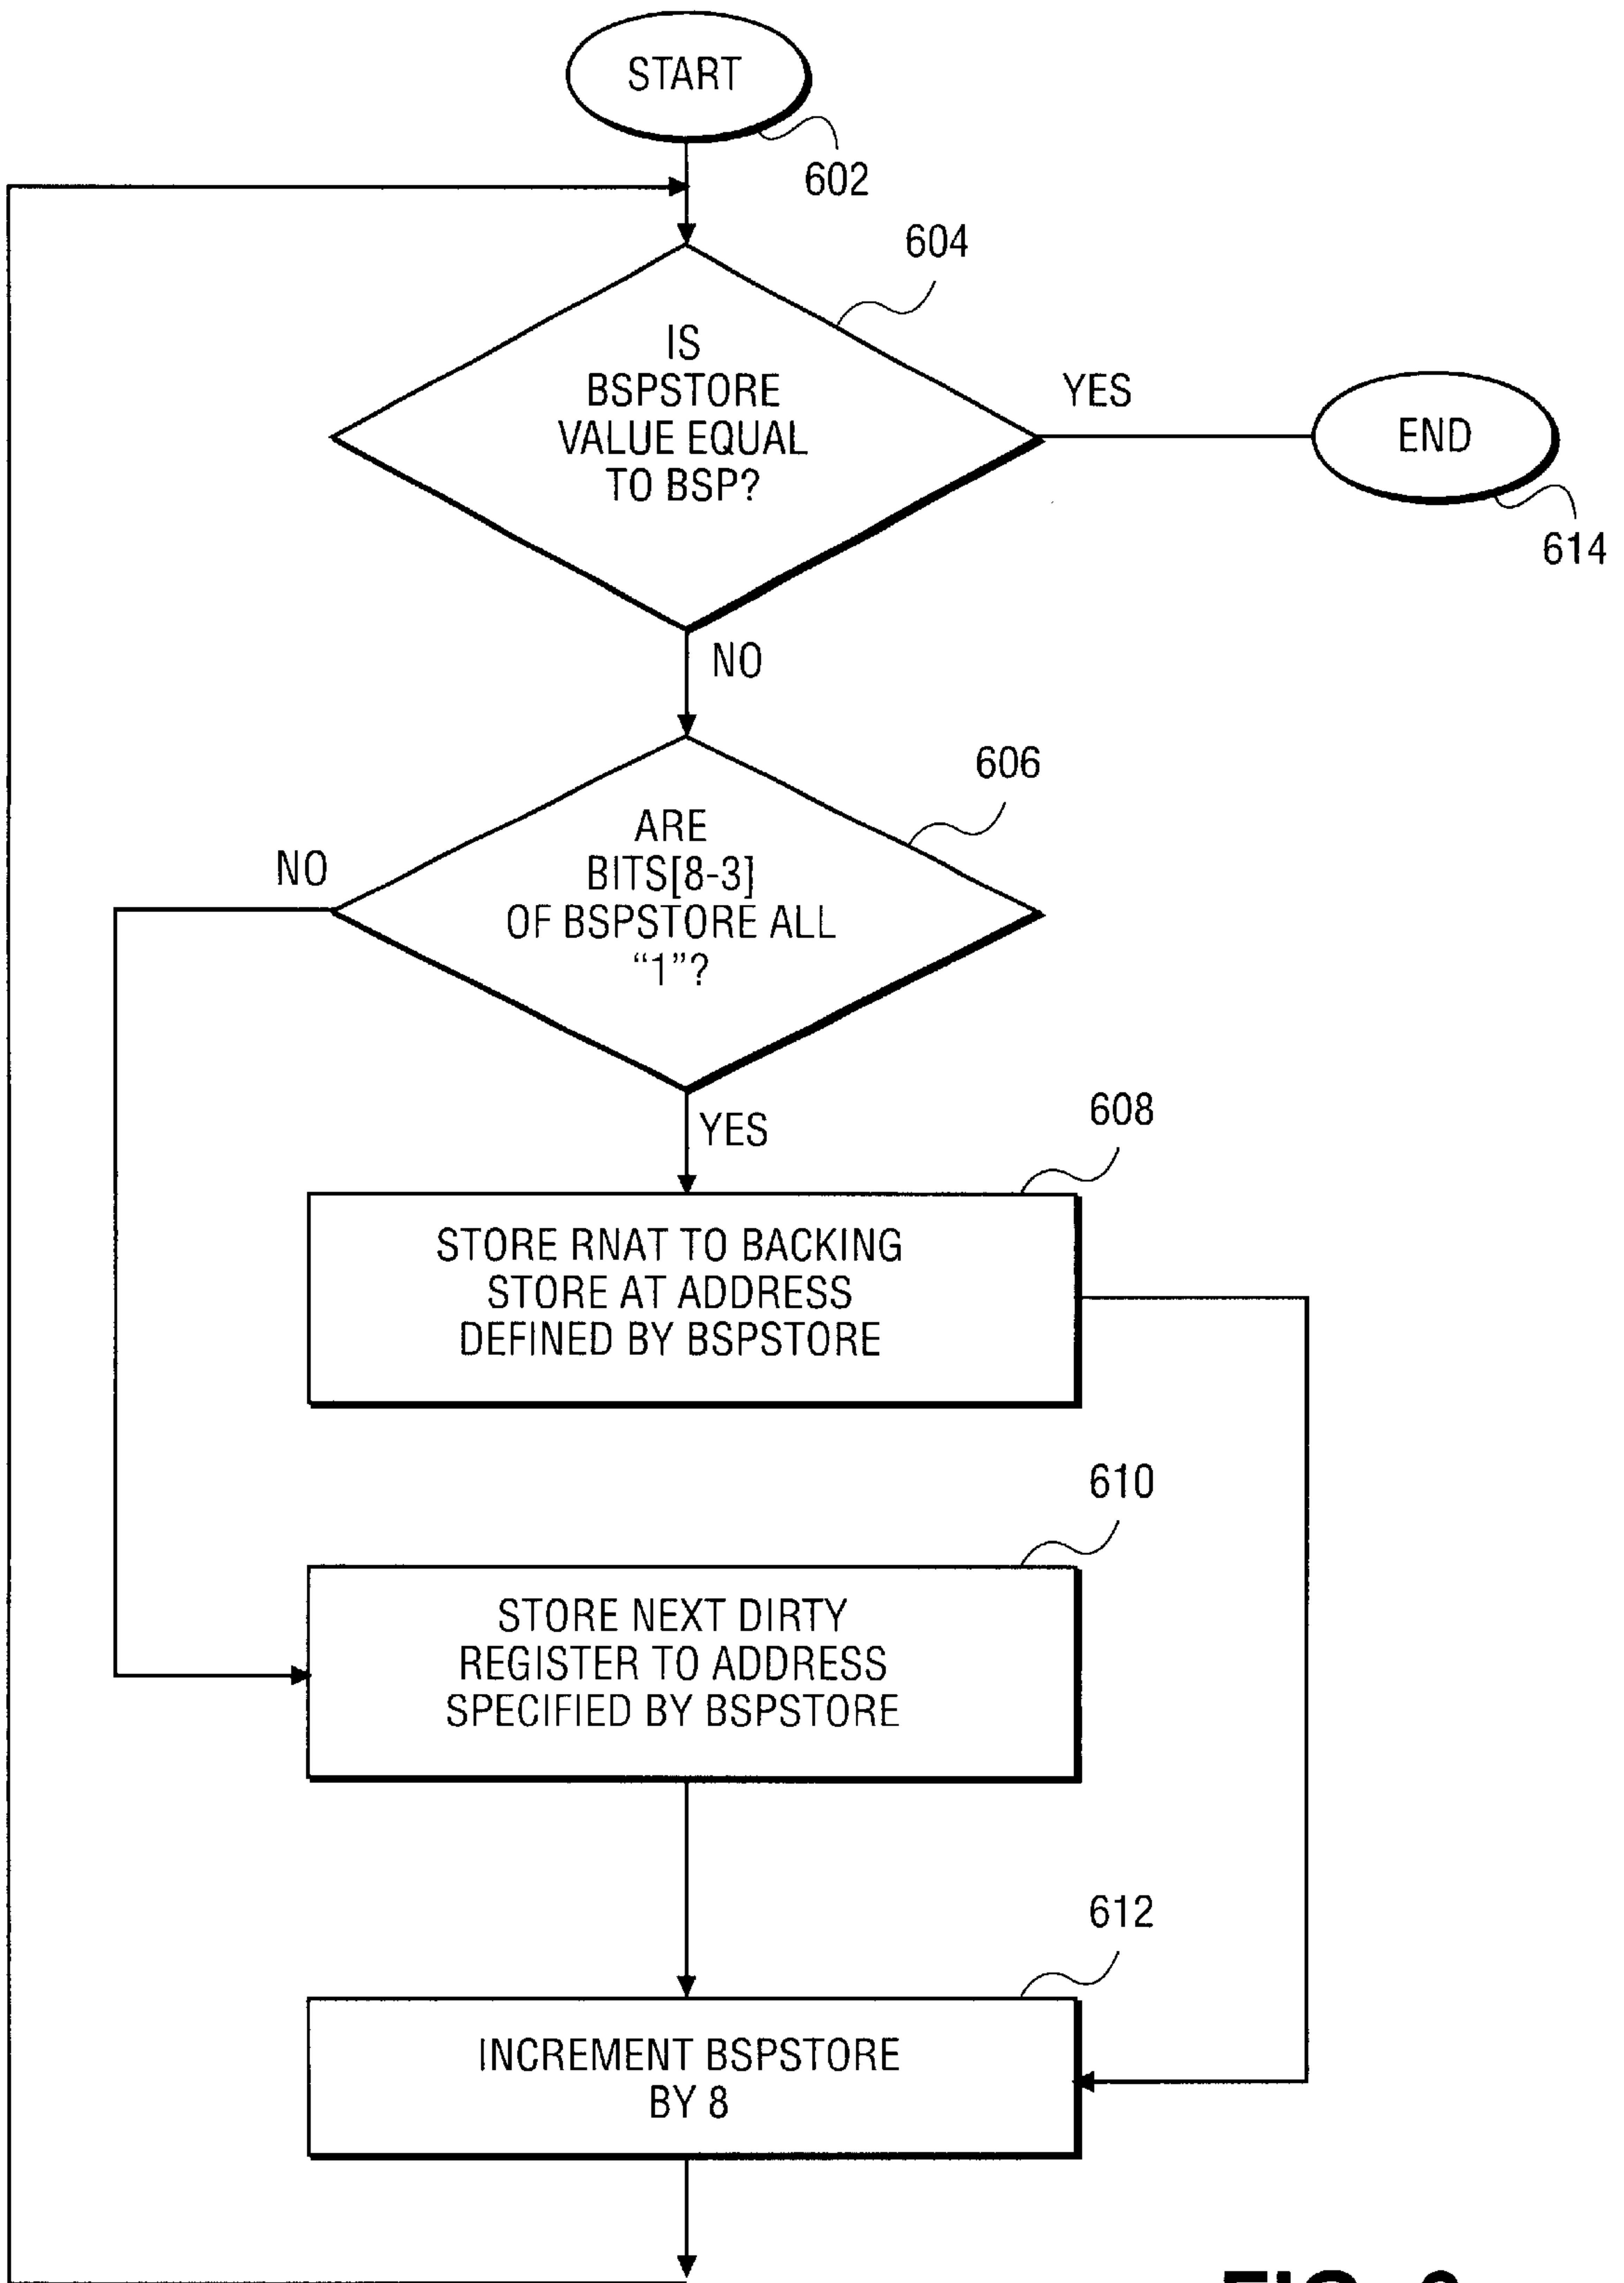 START
602
604
IS
BSPSTORE
VALUE EQUAL
TO BSP?
YES
END
614
NO
606
ARE
BITS[8-3]
OF BSPSTORE ALL
“1”?
NO
YES
608
STORE RNAT TO BACKING
STORE AT ADDRESS
DEFINED BY BSPSTORE
610
STORE NEXT DIRTY
REGISTER TO ADDRESS
SPECIFIED BY BSPSTORE
612
INCREMENT BSPSTORE
BY 8
FIG.